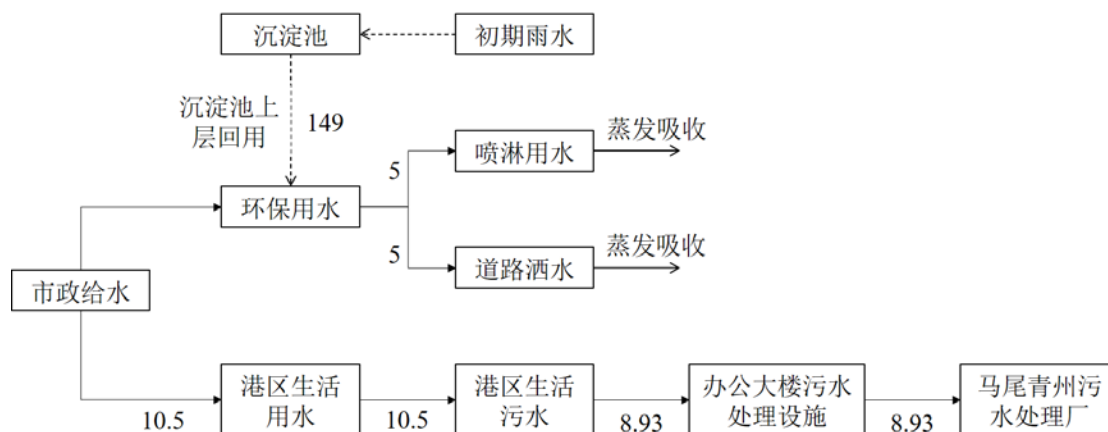 沉淀池
初期雨水
沉淀池上
层回用
149
蒸发吸收
5
喷淋用水
环保用水
5
蒸发吸收
道路洒水
市政给水
港区生活
用水
港区生活
污水
办公大楼污水
处理设施
马尾青州污
水处理厂
10.5
10.5
8.93
8.93